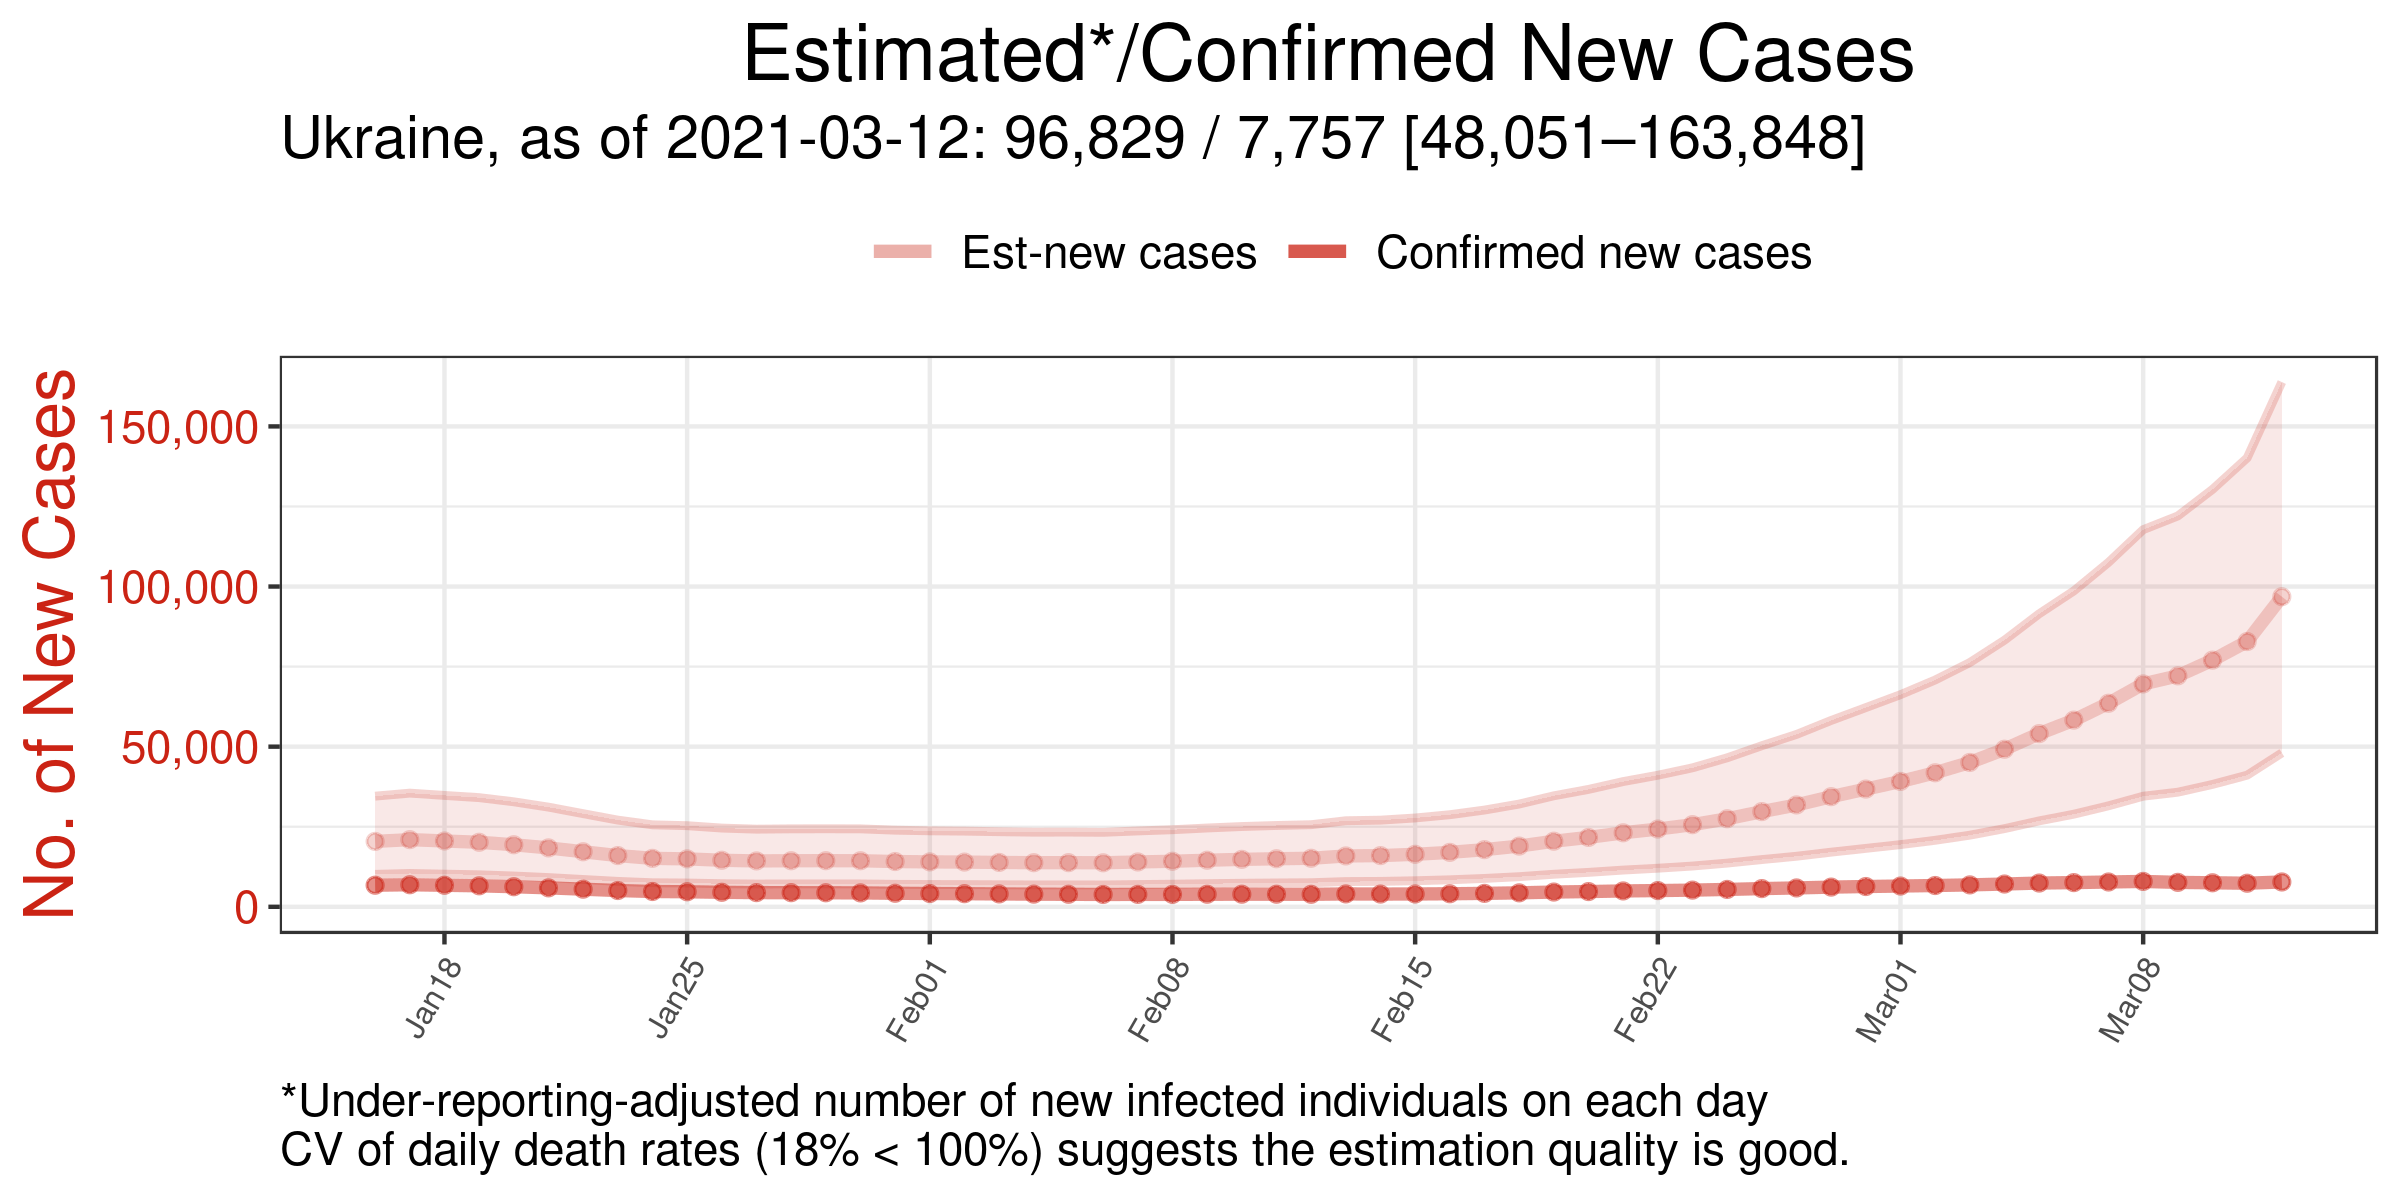 Estimated*/Confirmed New Cases
Ukraine, as of 2021-03-12: 96,829 / 7,757 [48,051–163,848]
Est-new cases
Confirmed new cases
No. of New Cases
150,000
100,000
50,000
0
Jan18
Jan25
Feb01
Feb08
Feb15
Feb22
Mar01
Mar08
*Under-reporting-adjusted number of new infected individuals on each day
CV of daily death rates (18% < 100%) suggests the estimation quality is good.